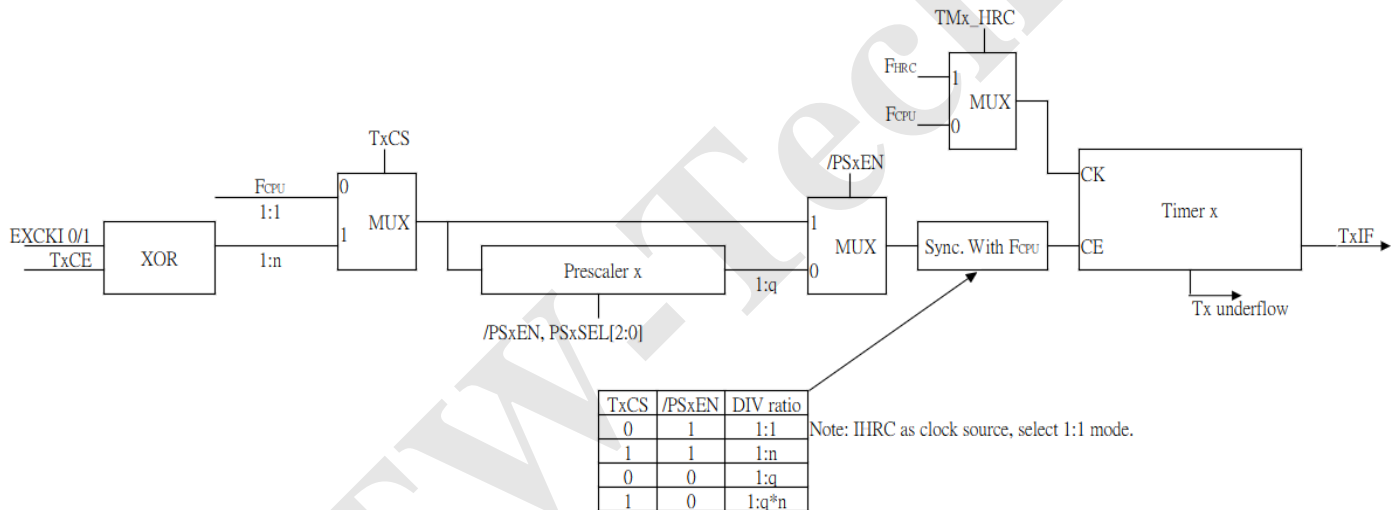 TMx_HRC
FHRC
1
MUX
FCPU
0
TxCS
/PSxEN
FCPU
0
1:1
MUX
1
EXCKI 0/1
TxCE
XOR
1:n
Prescaler x
1:q
/PSxEN, PSxSEL[2:0]
1
MUX
0
Sync. With FCPU
CK
Timer x
CE
TxIF
Tx underflow
TxCS /PSxEN DIV ratio
0 1 1:1
1 1 1:n
0 0 1:q
1 0 1:q*n
Note: IHRC as clock source, select 1:1 mode.